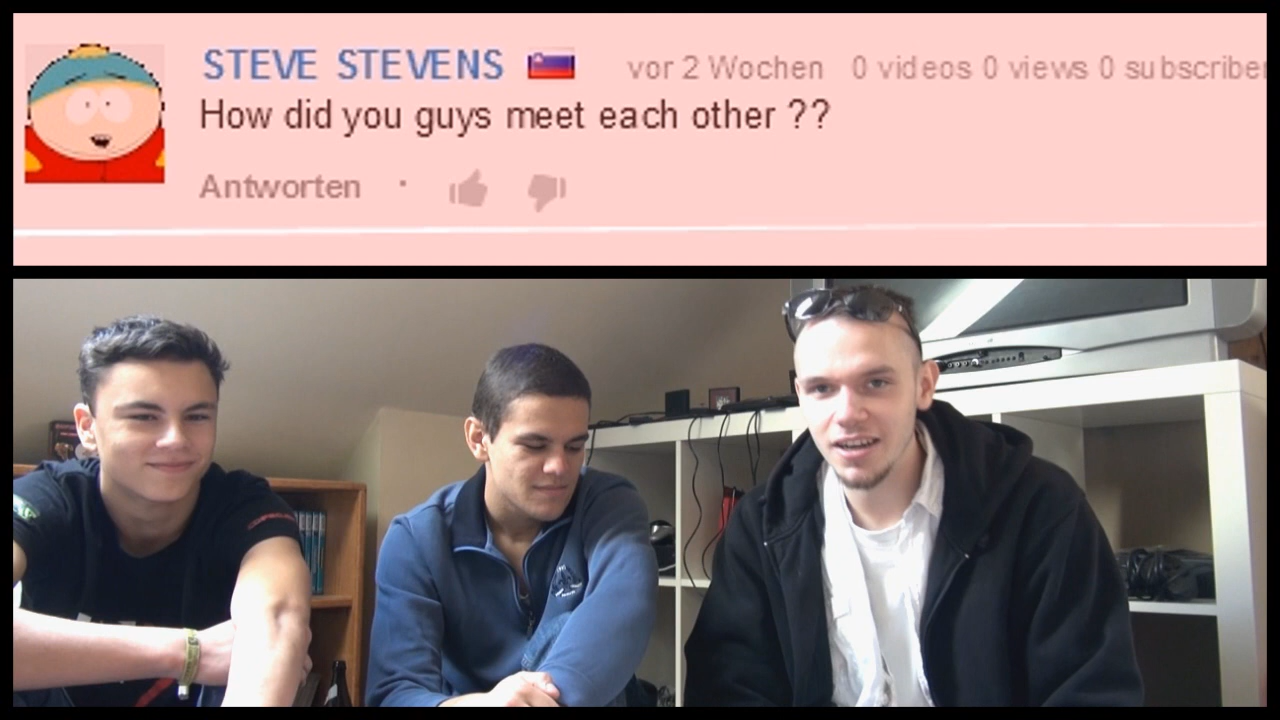 STEVE STEVENS vor 2 Wochen 0 videos 0 views 0 subscriber
How did you guys meet each other ??
Antworten ·